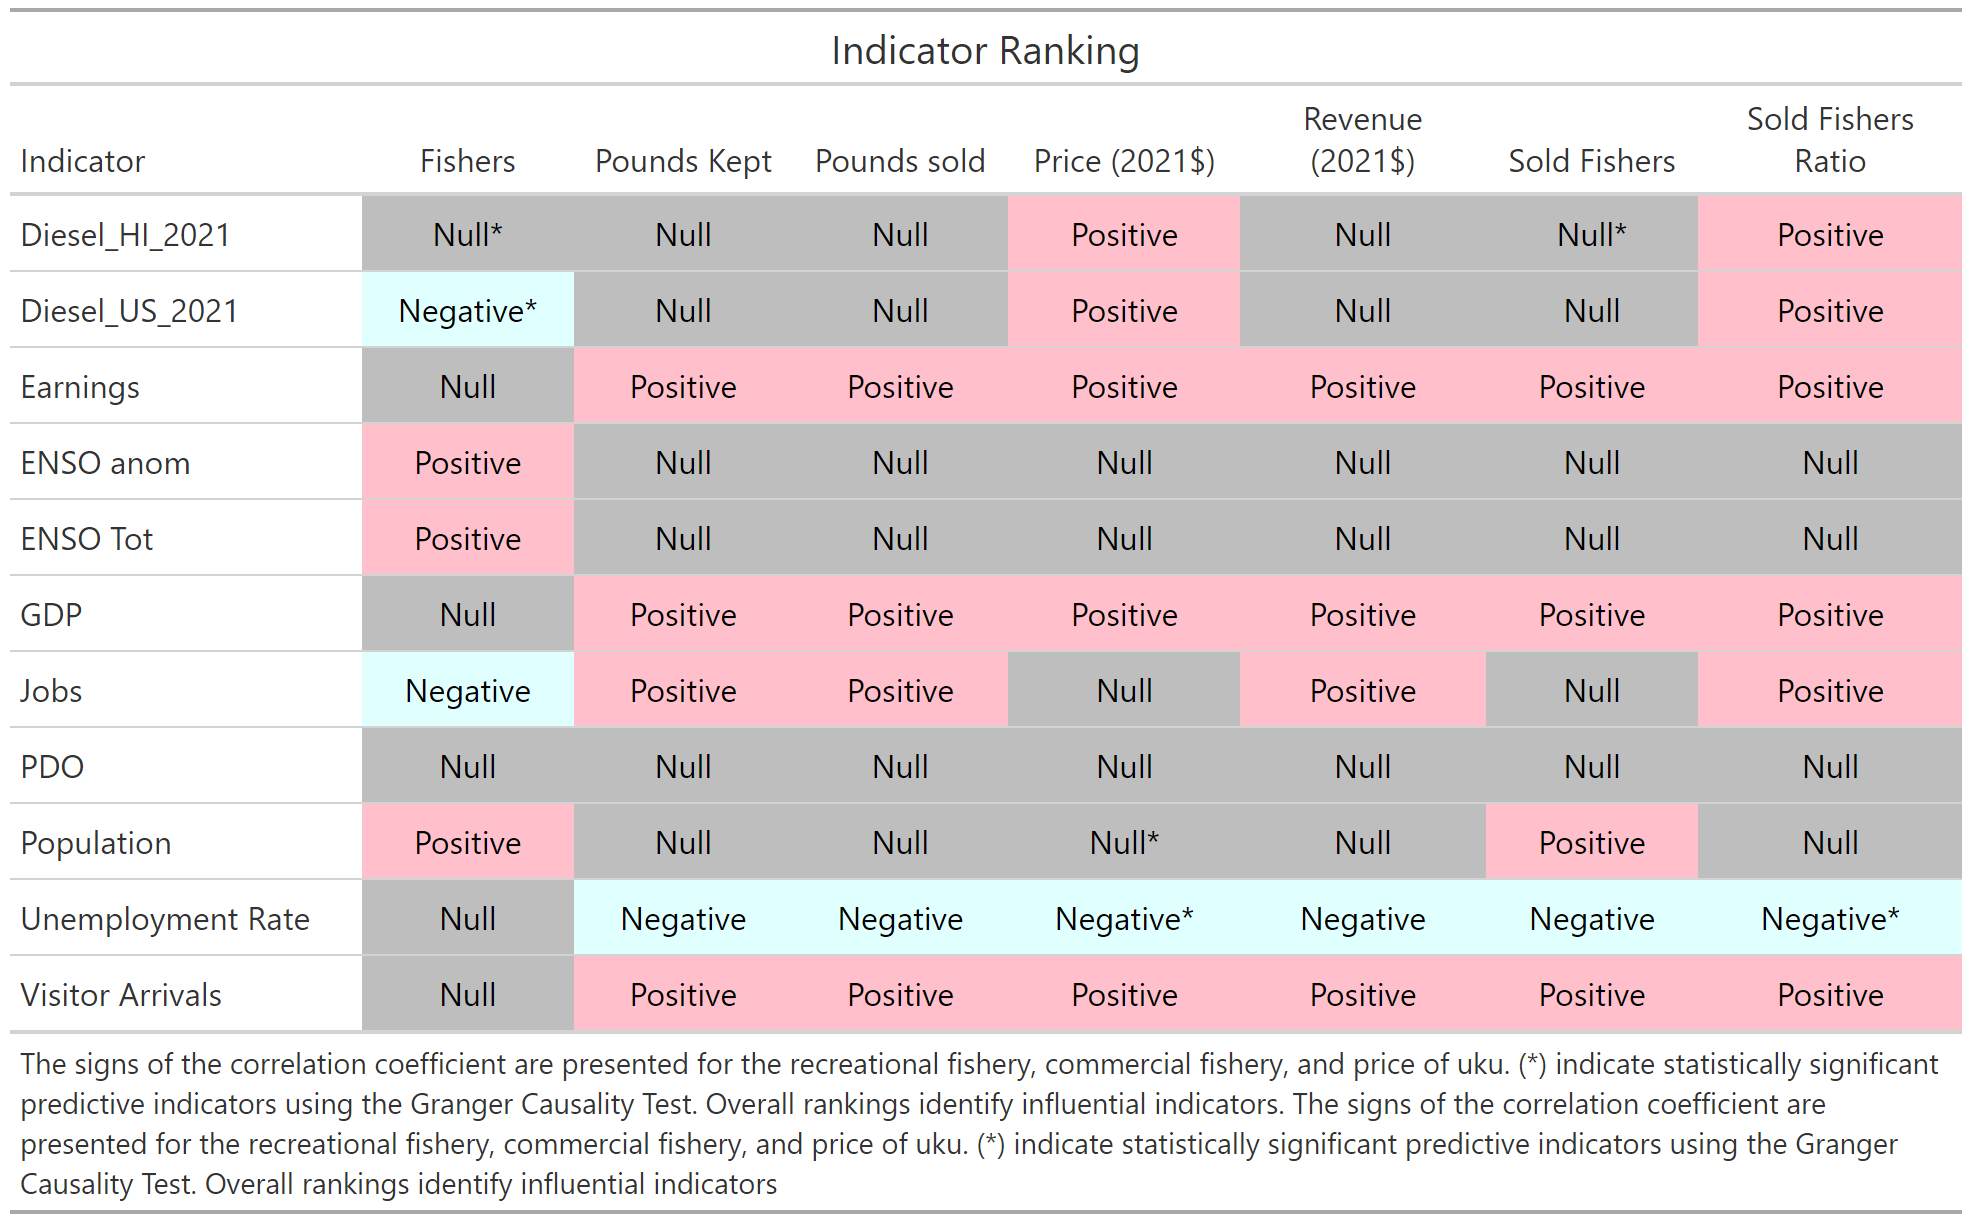 Indicator Ranking
Indicator Fishers Pounds Kept Pounds sold Price (2021$) Revenue (2021$) Sold Fishers Sold Fishers Ratio
Diesel_HI_2021 Null* Null Null Positive Null Null* Positive
Diesel_US_2021 Negative* Null Null Positive Null Null Positive
Earnings Null Positive Positive Positive Positive Positive Positive
ENSO anom Positive Null Null Null Null Null Null
ENSO Tot Positive Null Null Null Null Null Null
GDP Null Positive Positive Positive Positive Positive Positive
Jobs Negative Positive Positive Null Positive Null Positive
PDO Null Null Null Null Null Null Null
Population Positive Null Null Null* Null Positive Null
Unemployment Rate Null Negative Negative Negative* Negative Negative Negative*
Visitor Arrivals Null Positive Positive Positive Positive Positive Positive
The signs of the correlation coefficient are presented for the recreational fishery, commercial fishery, and price of uku. (*) indicate statistically significant
predictive indicators using the Granger Causality Test. Overall rankings identify influential indicators. The signs of the correlation coefficient are
presented for the recreational fishery, commercial fishery, and price of uku. (*) indicate statistically significant predictive indicators using the Granger
Causality Test. Overall rankings identify influential indicators